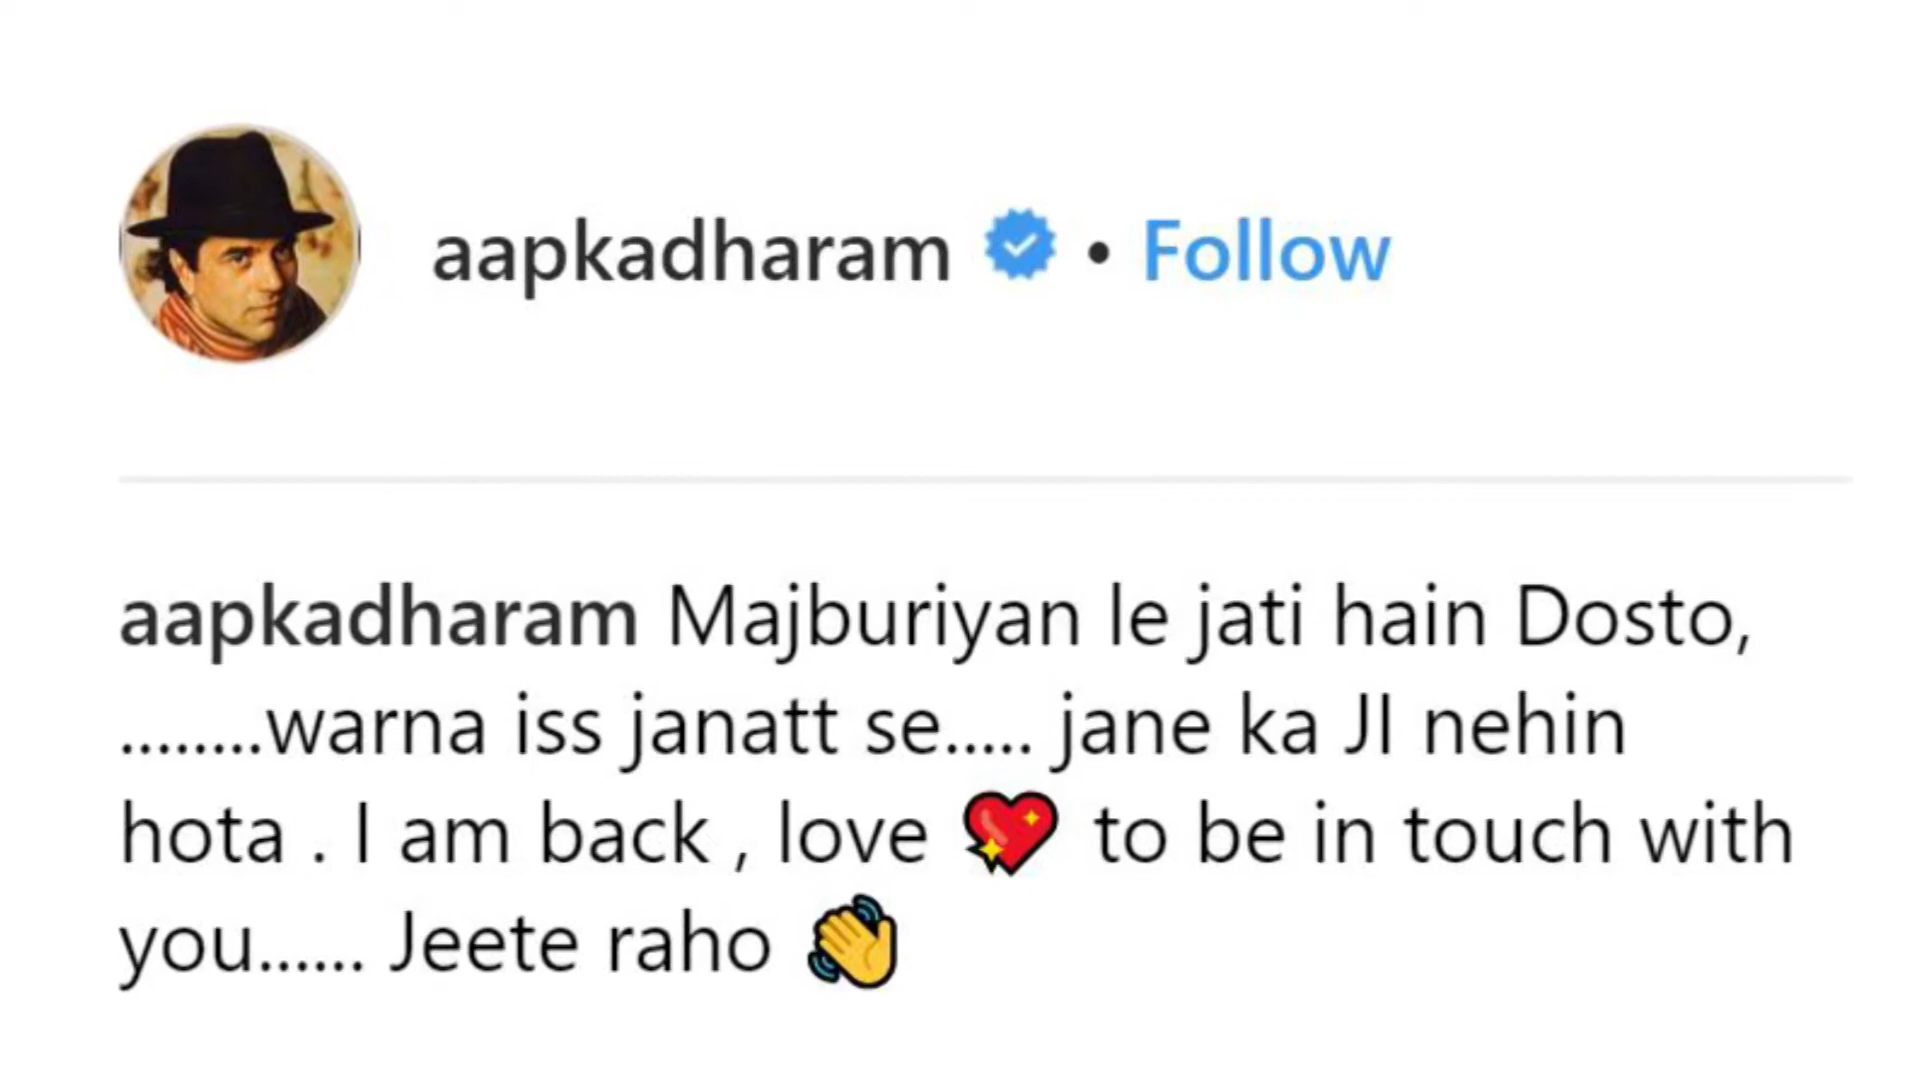 aapkadharam • Follow
aapkadharam Majburiyan le jati hain Dosto,
........warna iss janatt se..... jane ka JI nehin
hota . I am back , love 💖 to be in touch with
you...... Jeete raho 👋